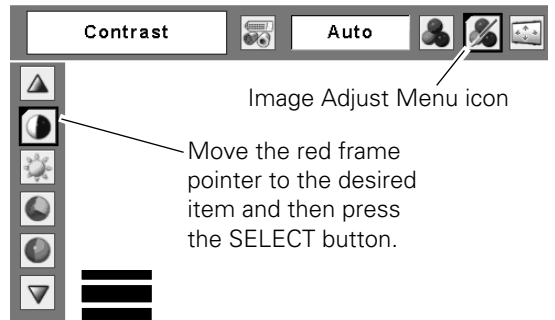 Contrast
Auto
Image Adjust Menu icon
Move the red frame
pointer to the desired
item and then press
the SELECT button.